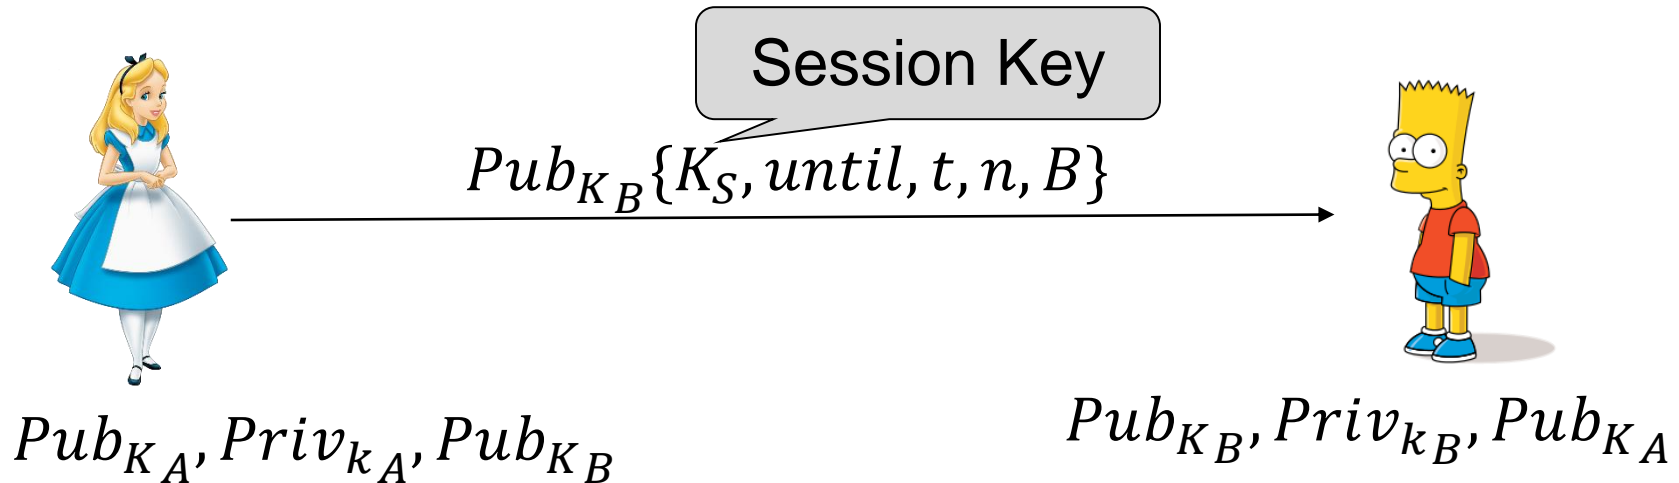 Session Key
Pub_{K_B}{K_S, until, t, n, B}
Pub_{K_A}, Priv_{k_A}, Pub_{K_B}
Pub_{K_B}, Priv_{k_B}, Pub_{K_A}